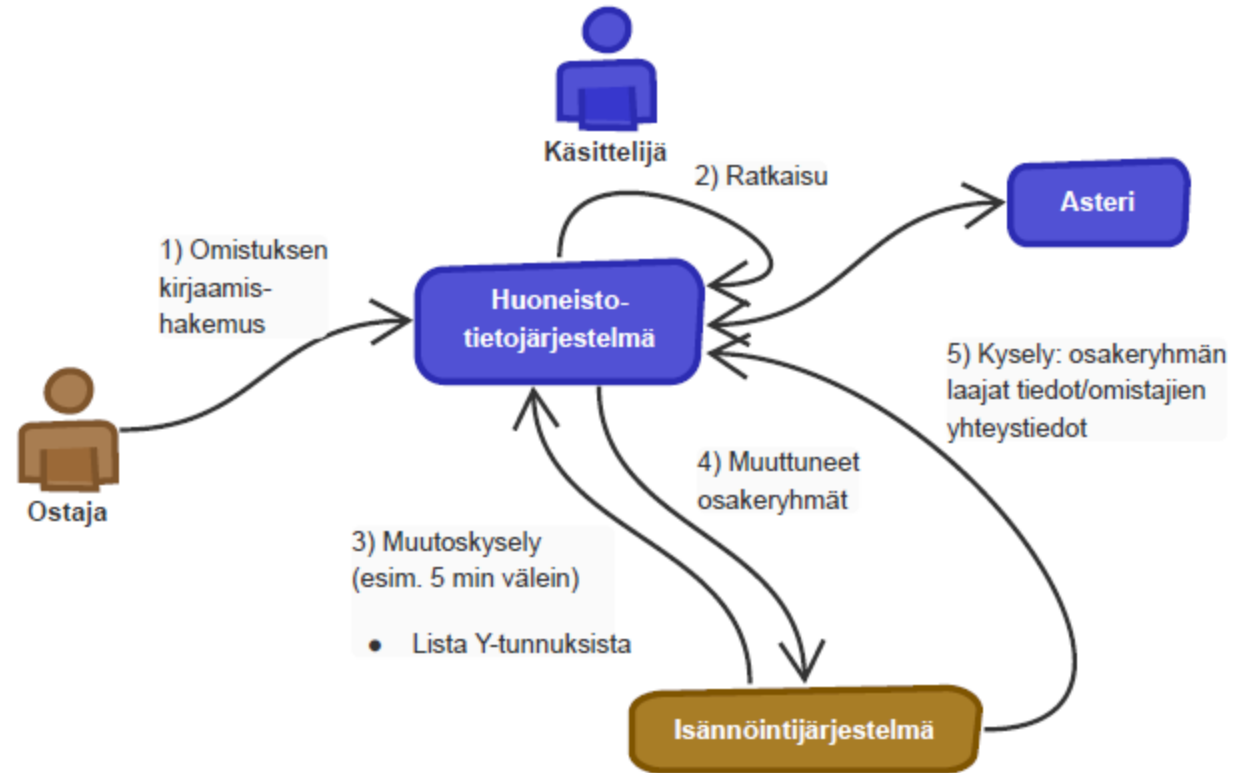 Käsittelijä
2) Ratkaisu
Asteri
1) Omistuksen
kirjaamis-
hakemus
Huoneisto-
tietojärjestelmä
5) Kysely: osakeryhmän
laajat tiedot/omistajien
yhteystiedot
Ostaja
4) Muuttuneet
osakeryhmät
3) Muutoskysely
(esim. 5 min välein)
● Lista Y-tunnuksista
Isännöintijärjestelmä